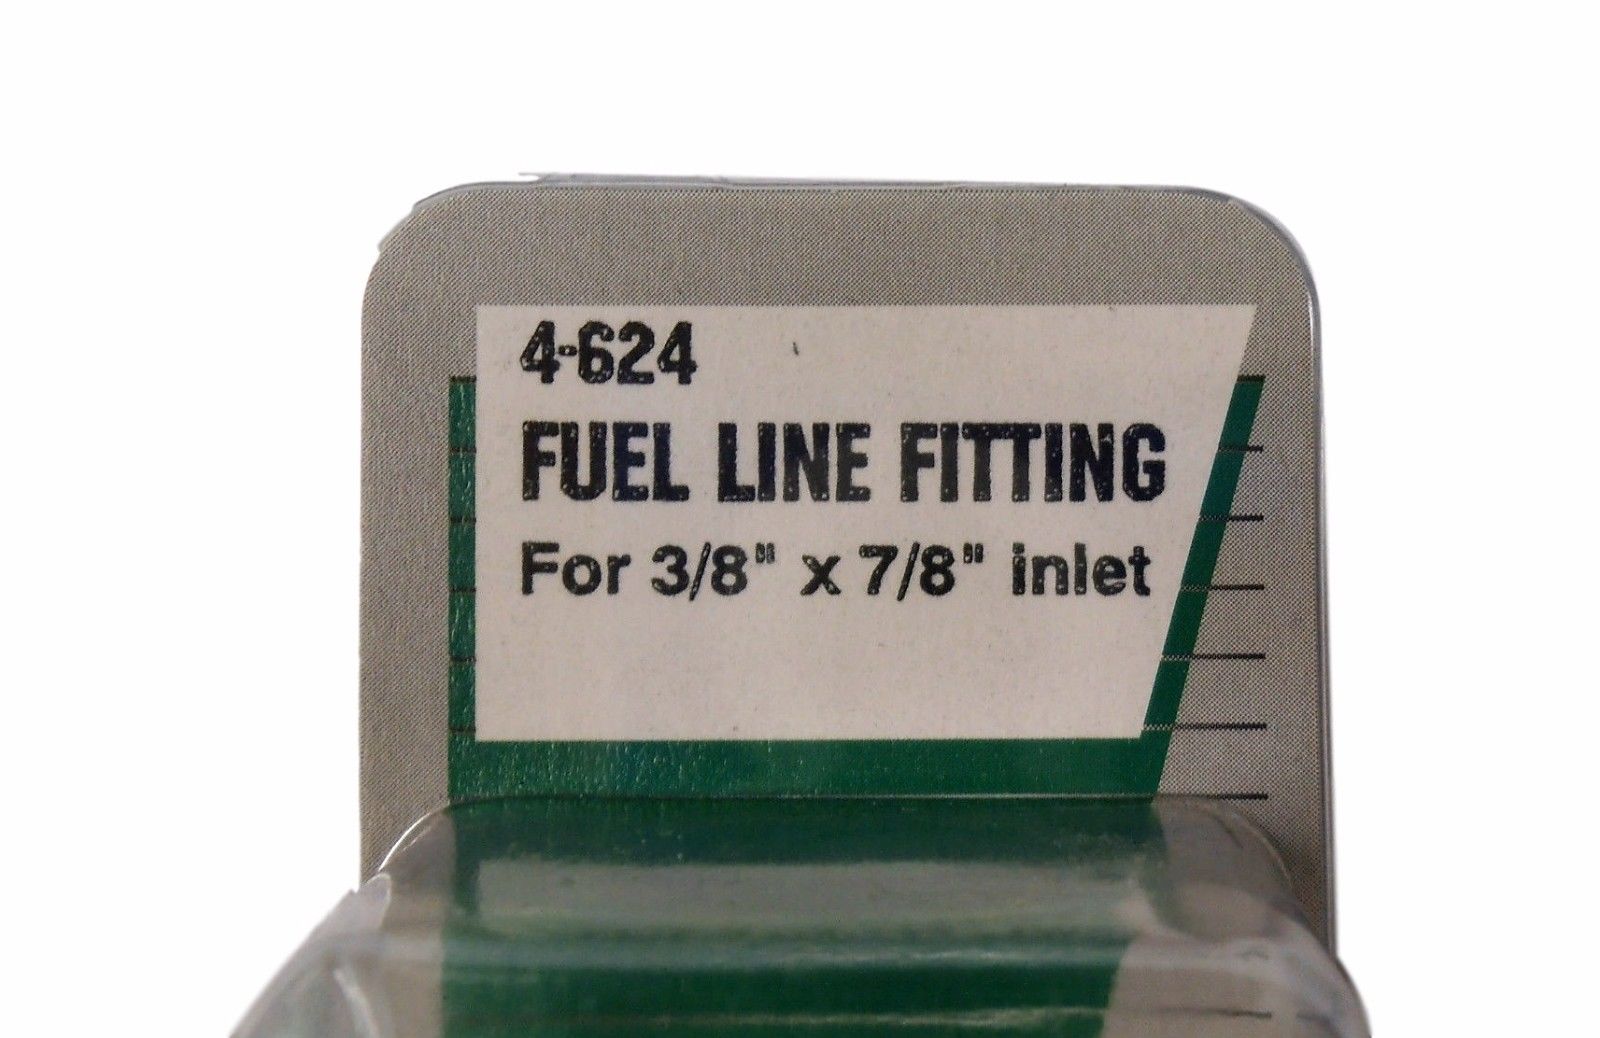 4-624
FUEL LINE FITTING
For 3/8" x 7/8" inlet